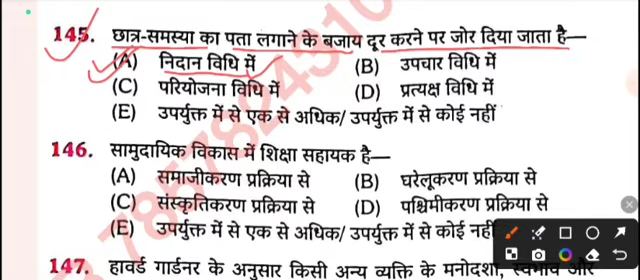 145. छात्र-समस्या का पता लगाने के बजाय दूर करने पर जोर दिया जाता है—
(A) निदान विधि में (B) उपचार विधि में
(C) परियोजना विधि में (D) प्रत्यक्ष विधि में
(E) उपर्युक्त में से एक से अधिक/ उपर्युक्त में से कोई नहीं
146. सामुदायिक विकास में शिक्षा सहायक है—
(A) समाजीकरण प्रक्रिया से (B) घरेलूकरण प्रक्रिया से
(C) संस्कृतिकरण प्रक्रिया से (D) पश्चिमीकरण प्रक्रिया से
(E) उपर्युक्त में से एक से अधिक/ उपर्युक्त में से कोई नहीं
147. हावर्ड गार्डनर के अनुसार किसी अन्य व्यक्ति के मनोदशा, स्वभाव और